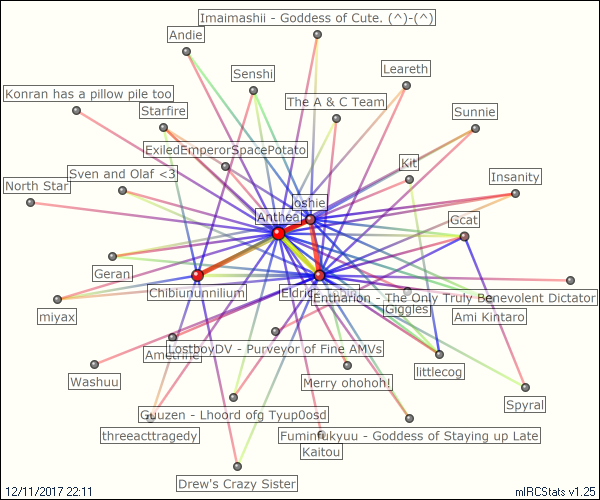 Imaimashii - Goddess of Cute. (^)-(^)
Andie
Leareth
Senshi
Konran has a pillow pile too
The A & C Team
Starfire
Sunnie
ExiledEmperorSpacePotato
Kit
Sven and Olaf <3
Insanity
North Star
Joshie
Anthea
Gcat
Geran
Chibiununnilium
Entharion - The Only Truly Benevolent Dictator
Giggles
miyax
Ami Kintaro
Ametrine
LostboyDV - Purveyor of Fine AMVs
Washuu
Merry ohohoh!
littlecog
Spyral
Guuzen - Lhoord ofg Tyup0osd
threeacttragedy
Fuminfukyuu - Goddess of Staying up Late
Kaitou
Drew's Crazy Sister
12/11/2017 22:11
mIRCStats v1.25